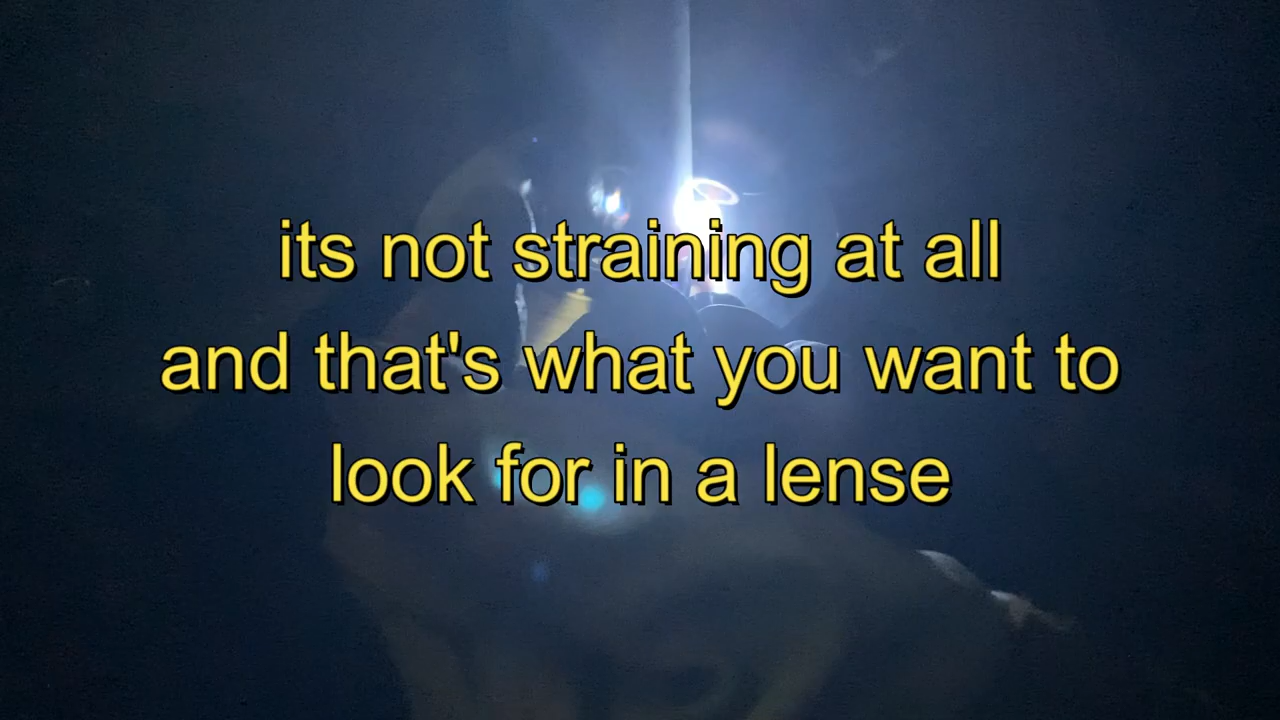 its not straining at all
and that's what you want to
look for in a lense